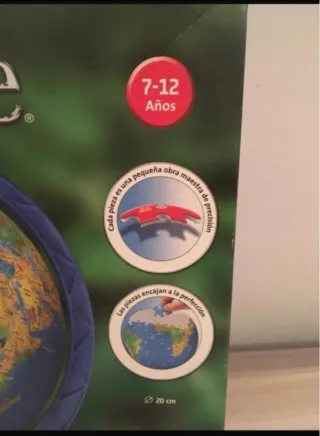 ®
7-12
Años
Cada pieza es una pequeña obra maestra de precisión
Las piezas encajan a la perfección
Ø 20 cm